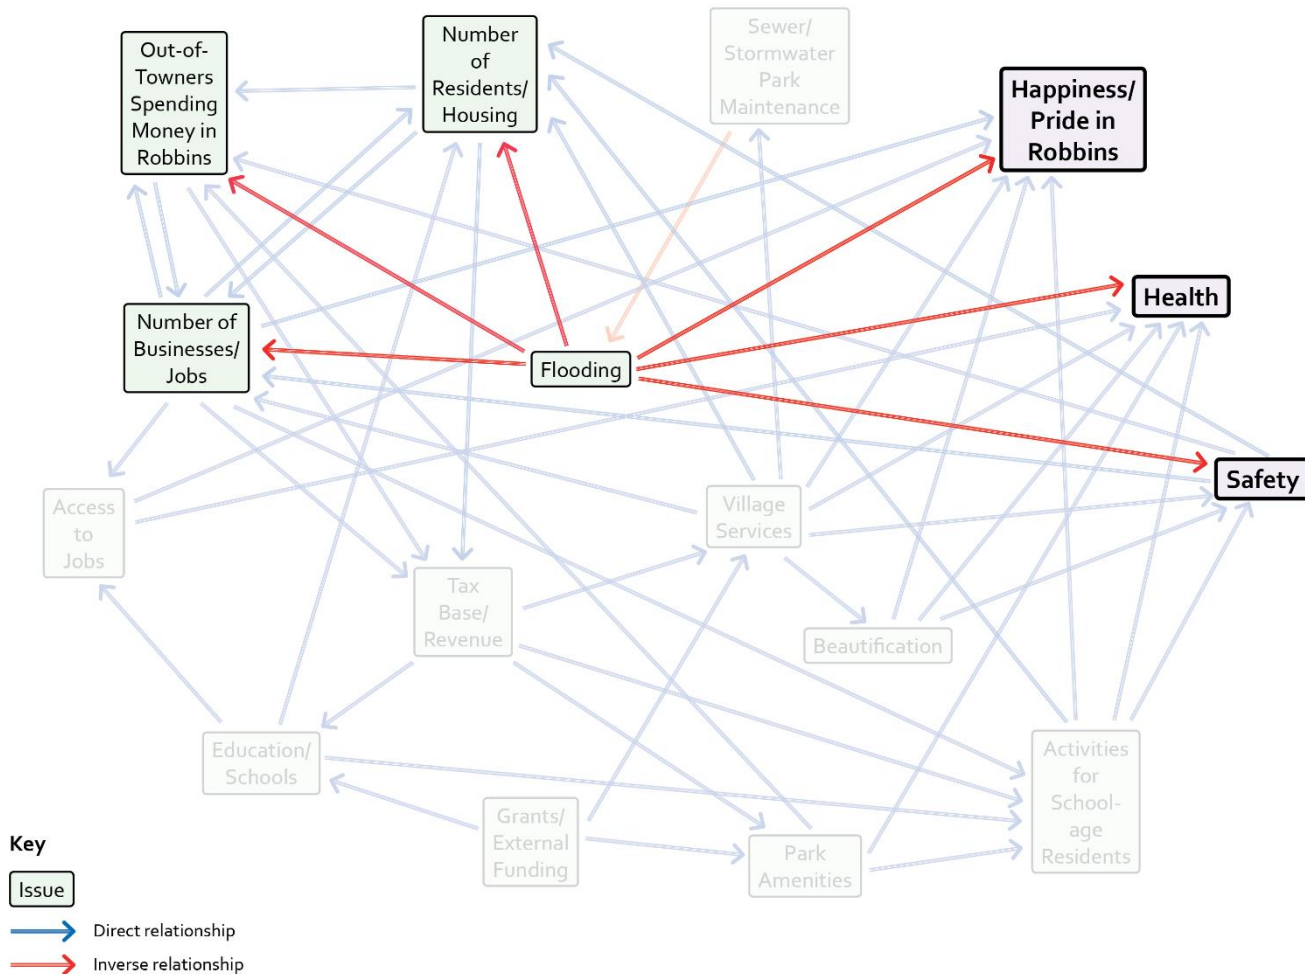 Out-of-
Towners
Spending
Money in
Robbins
Number
of
Residents/
Housing
Sewer/
Stormwater
Park
Maintenance
Happiness/
Pride in
Robbins
Health
Number of
Businesses/
Jobs
Flooding
Safety
Access
to
Jobs
Village
Services
Tax
Base/
Revenue
Beautification
Education/
Schools
Grants/
External
Funding
Park
Amenities
Activities
for
School-
age
Residents
Key
Issue
Direct relationship
Inverse relationship